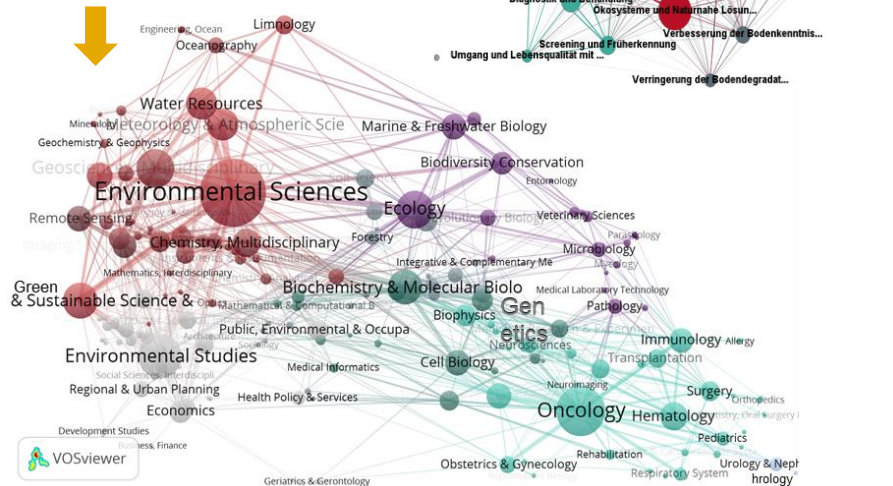 Ökosysteme und Naturnahe Lösun...
Verbesserung der Bodenkenntnis...
Screening und Früherkennung
Umgang und Lebensqualität mit ...
Verringerung der Bodendegradat...
Limnology
Engineering, Ocean
Oceanography
Water Resources
Meteorology & Atmospheric Scie
Marine & Freshwater Biology
Geochemistry & Geophysics
Biodiversity Conservation
Entomology
Environmental Sciences
Ecology
Remote Sensing
Veterinary Sciences
Forestry
Chemistry, Multidisciplinary
Microbiology
Mycology
Integrative & Complementary Me
Mathematics, Interdisciplinary
Green
& Sustainable Science &
Biochemistry & Molecular Biolo
Medical Laboratory Technology
Gen
etics
Pathology
Mathematical & Computational B
Biophysics
Public, Environmental & Occupa
Neurosciences
Immunology
Allergy
Environmental Studies
Transplantation
Cell Biology
Medical Informatics
Social Sciences, Interdiscipli
Neuroimaging
Regional & Urban Planning
Surgery
Health Policy & Services
Orthopedics
Economics
Oncology
Hematology
Development Studies
Pediatrics
Business, Finance
VOSviewer
Rehabilitation
Obstetrics & Gynecology
Urology & Neph
hrology
Respiratory System
Geriatrics & Gerontology